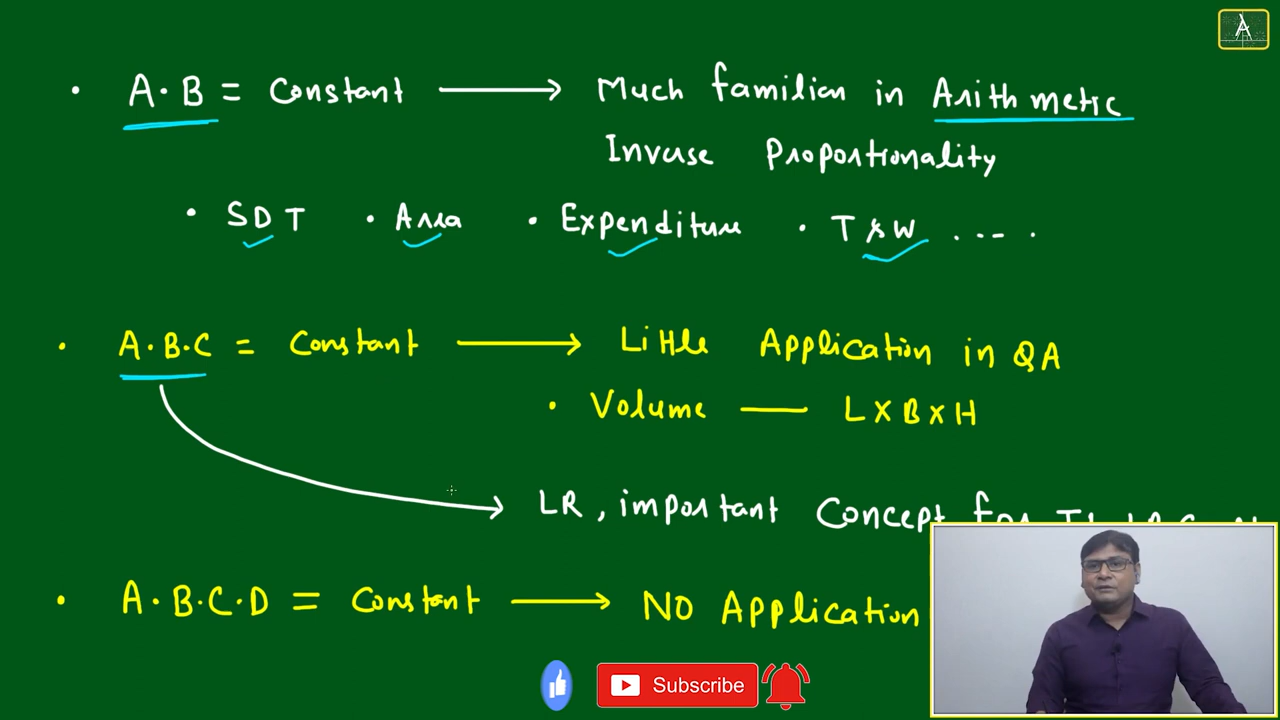 A
• A·B = Constant → Much familiar in Arithmetic
Inverse Proportionality
• SDT • Area • Expenditure • T&W ....
• A·B·C = Constant → Little Application in QA
• Volume — L×B×H
→ LR, important Concept for
• A·B·C·D = Constant → NO Application
Subscribe